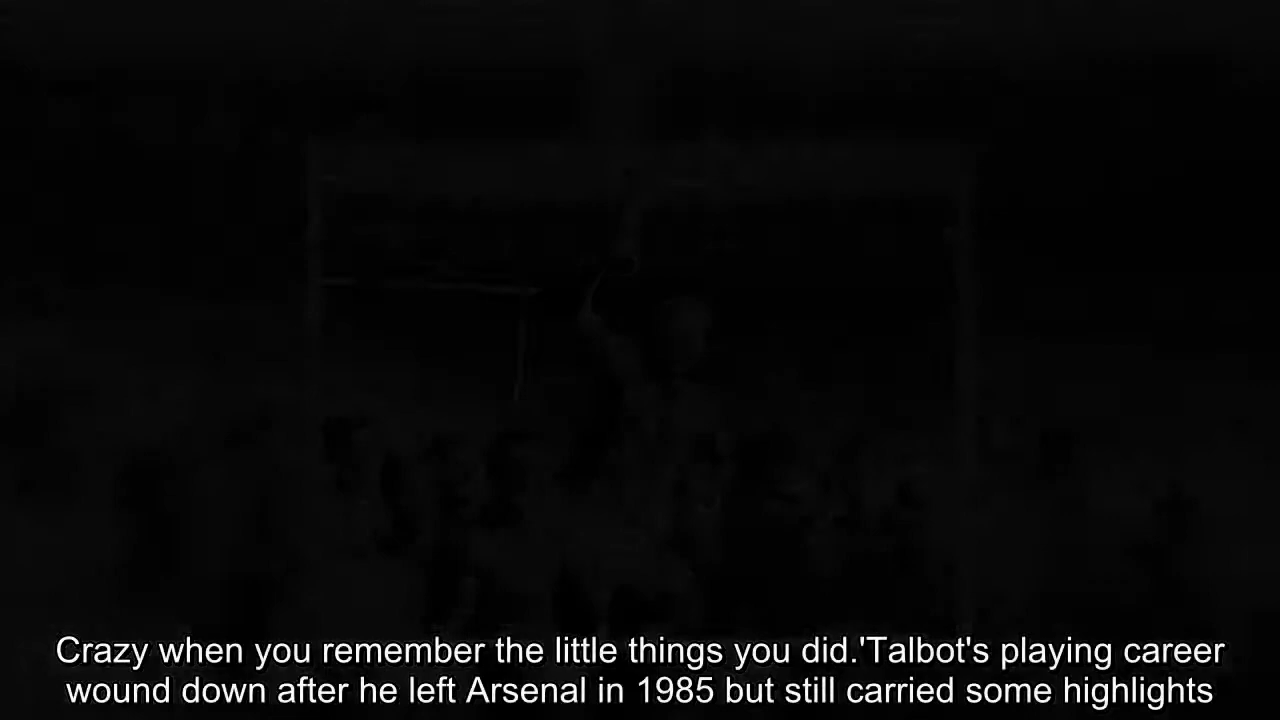 Crazy when you remember the little things you did.'Talbot's playing career
wound down after he left Arsenal in 1985 but still carried some highlights